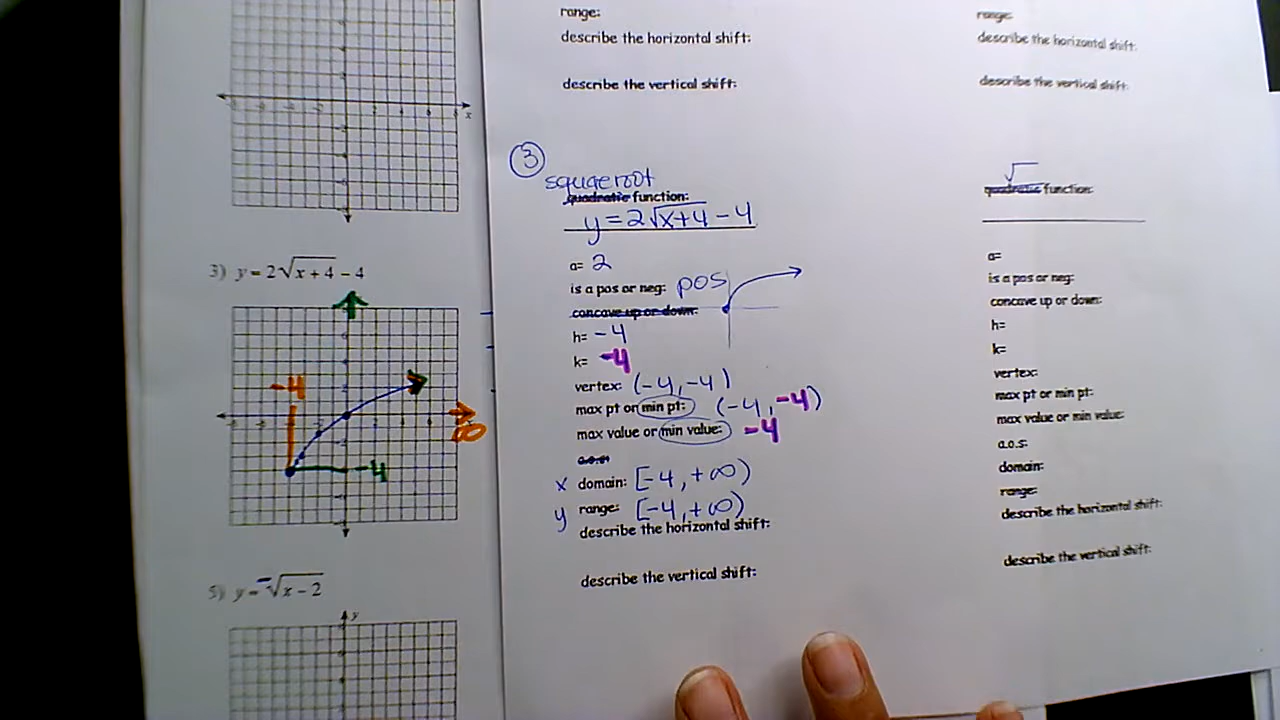 range:
describe the horizontal shift:
describe the vertical shift:
range:
describe the horizontal shift:
describe the vertical shift:
x
3) y = 2√x + 4 - 4
-4
∞
-4
5) y = -√x - 2
y
③
squareroot
quadratic function:
y = 2√x+4 - 4
a= 2
is a pos or neg: pos
concave up or down:
h= -4
k= -4
vertex: (-4,-4)
max pt or min pt: (-4,-4)
max value or min value: -4
a.o.s:
x domain: [-4, +∞)
y range: [-4, +∞)
describe the horizontal shift:
describe the vertical shift:
√
quadratic function:
a=
is a pos or neg:
concave up or down:
h=
k=
vertex:
max pt or min pt:
max value or min value:
a.o.s:
domain:
range:
describe the horizontal shift:
describe the vertical shift: